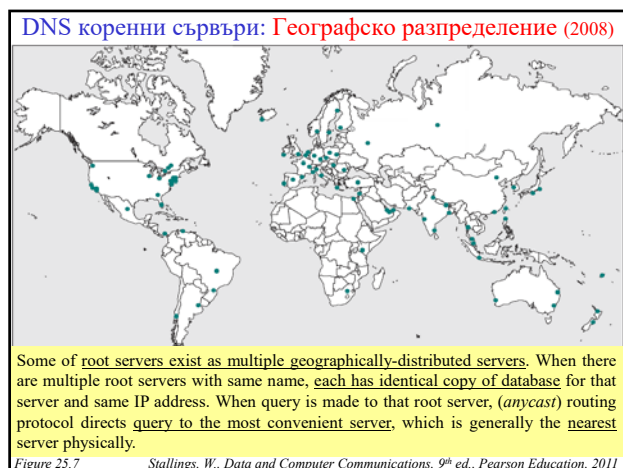 DNS коренни сървъри: Географско разпределение (2008)
Some of root servers exist as multiple geographically-distributed servers. When there
are multiple root servers with same name, each has identical copy of database for that
server and same IP address. When query is made to that root server, (anycast) routing
protocol directs query to the most convenient server, which is generally the nearest
server physically.
Figure 25.7 Stallings, W., Data and Computer Communications, 9th ed., Pearson Education, 2011